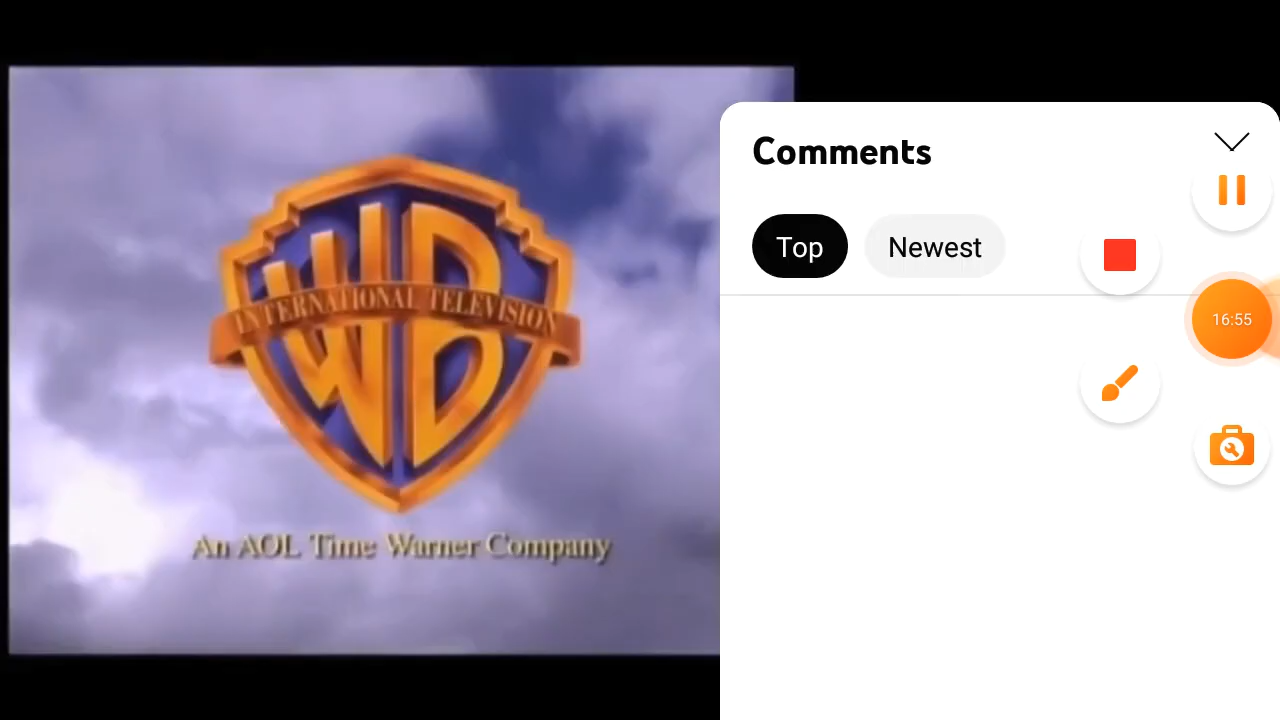 WB
INTERNATIONAL TELEVISION
An AOL Time Warner Company
Comments
Top
Newest
16:55